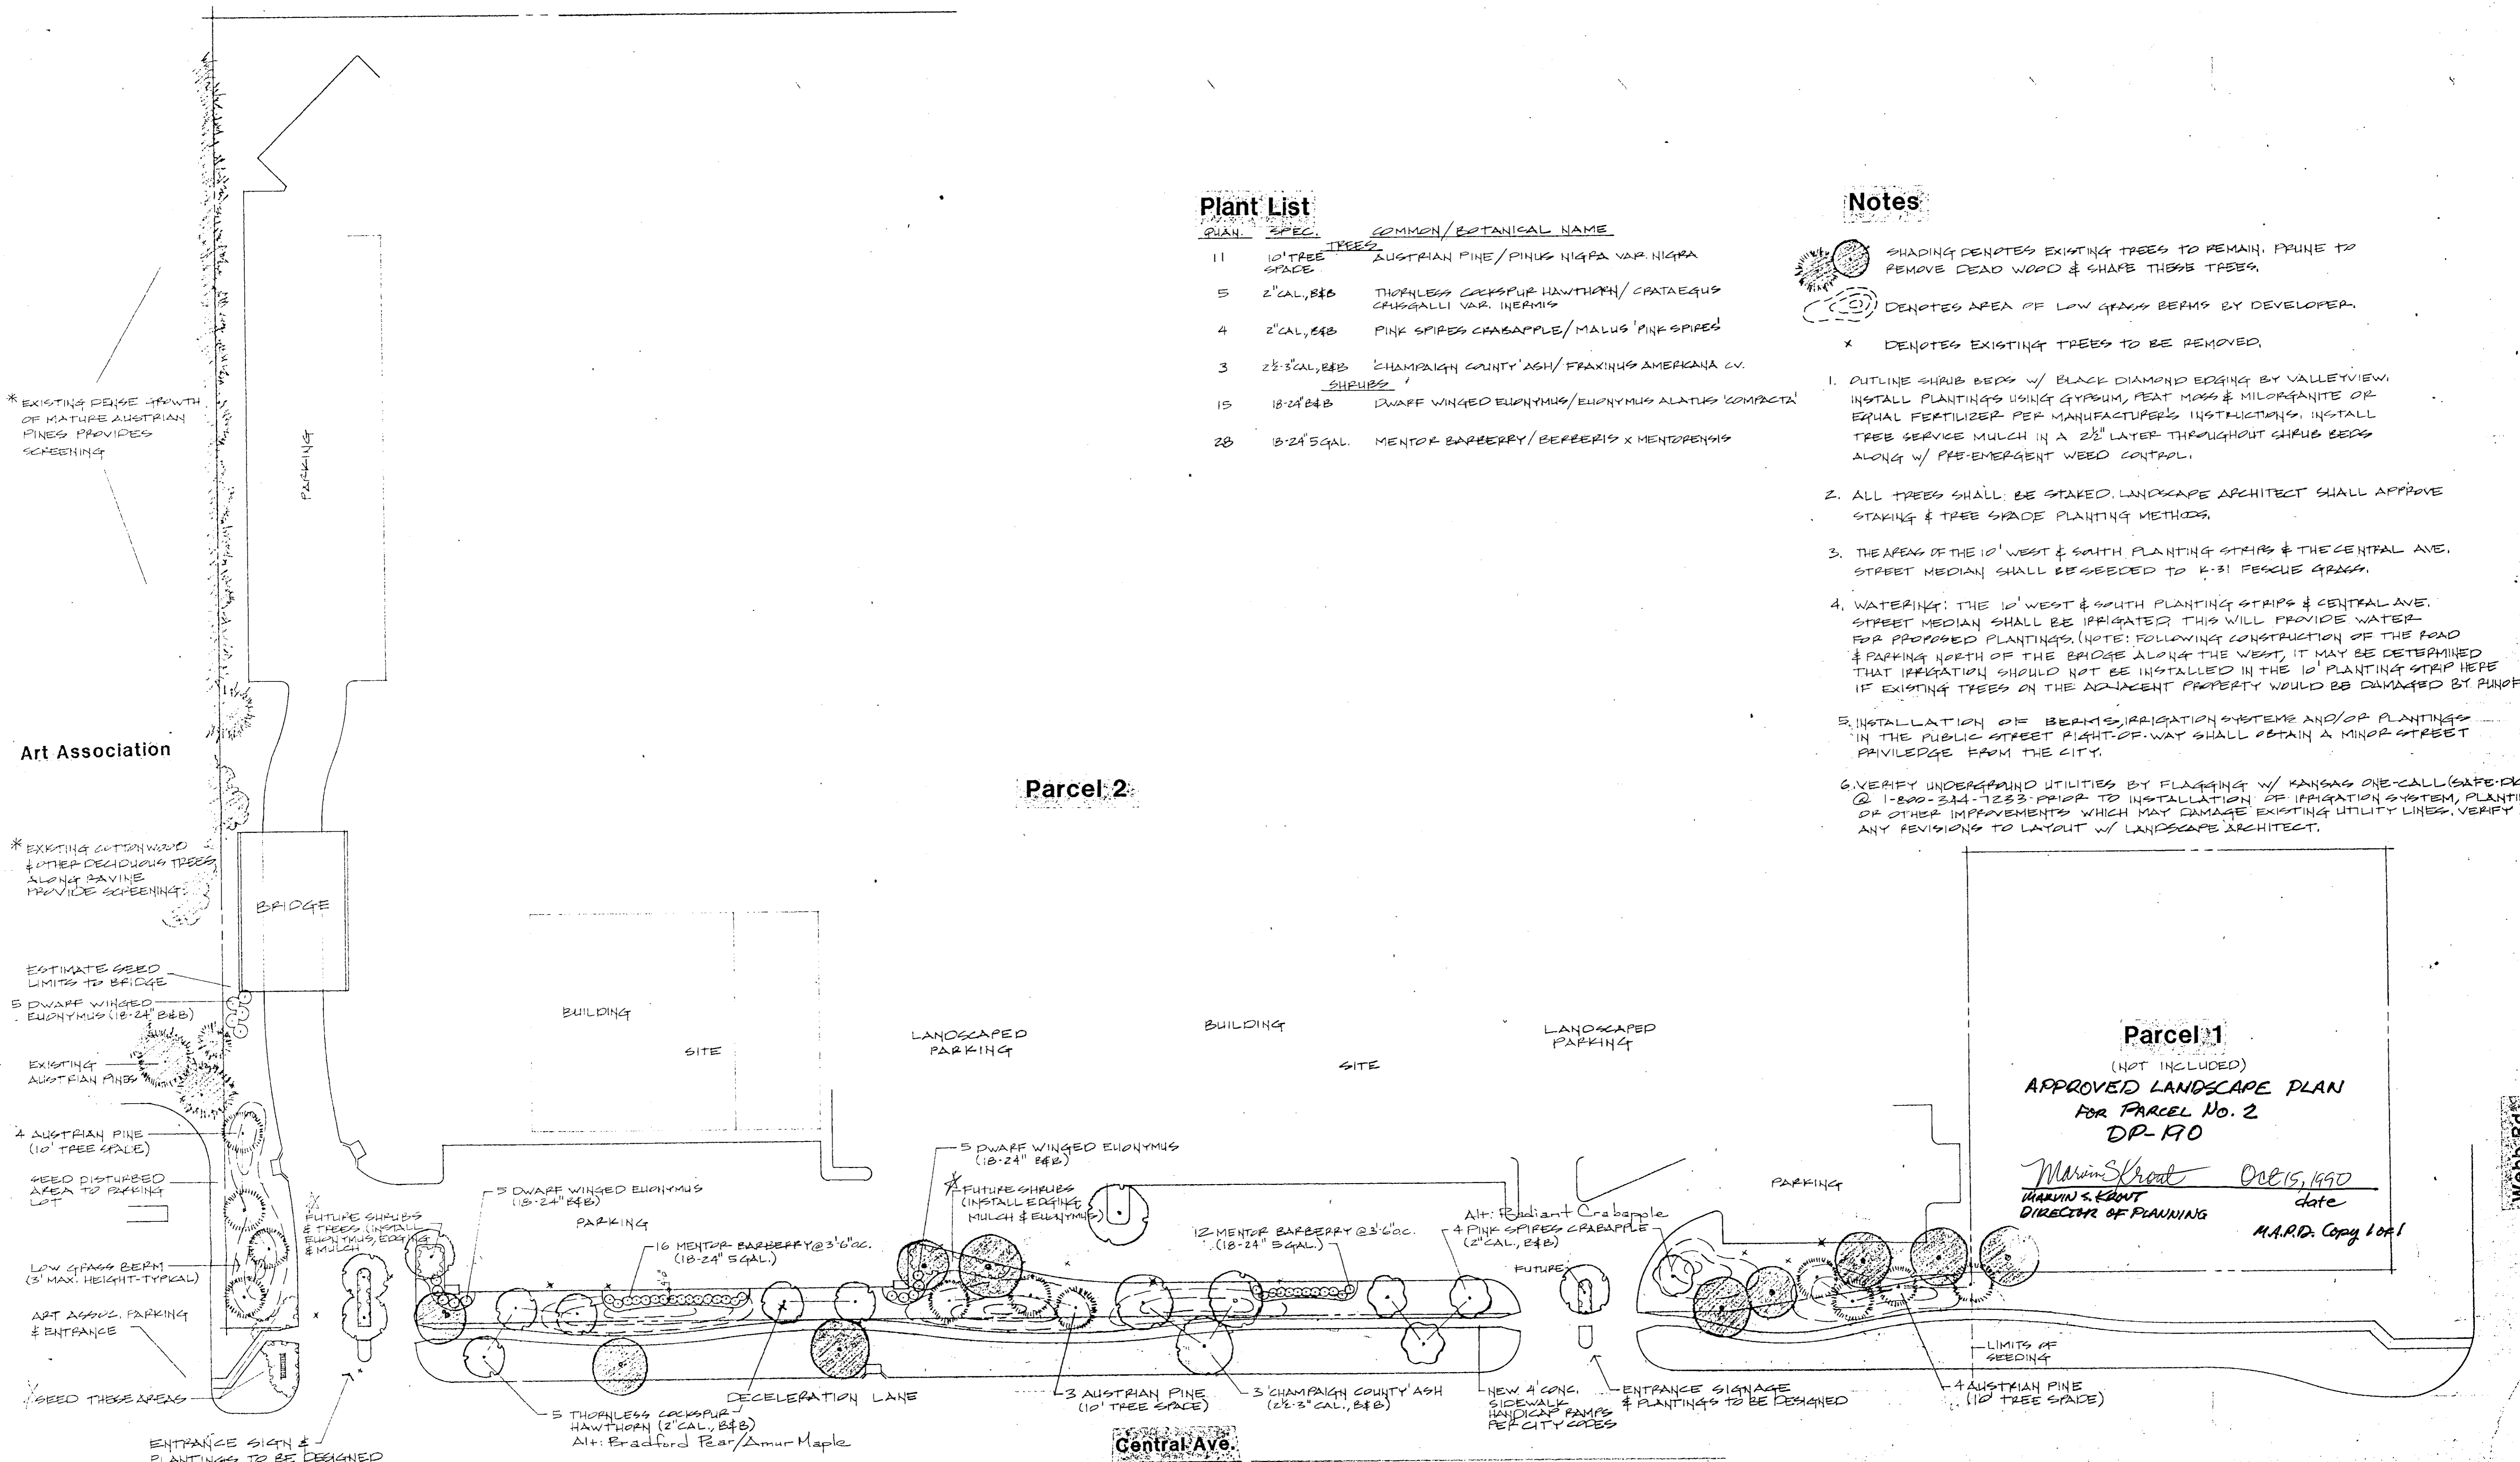 Plant List
QUAN. SPEC. COMMON/BOTANICAL NAME
TREES
11 10' TREE SPADE AUSTRIAN PINE/PINUS NIGRA VAR. NIGRA
5 2" CAL., B&B THORNLESS COCKSPUR HAWTHORN/CRATAEGUS
CRUSGALLI VAR. INERMIS
4 2" CAL., B&B PINK SPIRES CRABAPPLE/MALUS 'PINK SPIRES'
3 2½-3" CAL., B&B 'CHAMPAIGN COUNTY' ASH/FRAXINUS AMERICANA CV.
SHRUBS
15 18-24" B&B DWARF WINGED EUONYMUS/EUONYMUS ALATUS 'COMPACTA'
28 18-24" 5 GAL. MENTOR BARBERRY/BERBERIS x MENTORENSIS
Notes
SHADING DENOTES EXISTING TREES TO REMAIN. PRUNE TO
REMOVE DEAD WOOD & SHAPE THESE TREES.
DENOTES AREA OF LOW GRASS BERMS BY DEVELOPER.
x DENOTES EXISTING TREES TO BE REMOVED.
1. OUTLINE SHRUB BEDS W/ BLACK DIAMOND EDGING BY VALLEYVIEW.
INSTALL PLANTINGS USING GYPSUM, PEAT MOSS & MILORGANITE OR
EQUAL FERTILIZER PER MANUFACTURER'S INSTRUCTIONS. INSTALL
TREE SERVICE MULCH IN A 2½" LAYER THROUGHOUT SHRUB BEDS
ALONG W/ PRE-EMERGENT WEED CONTROL.
2. ALL TREES SHALL BE STAKED. LANDSCAPE ARCHITECT SHALL APPROVE
STAKING & TREE SPADE PLANTING METHODS.
3. THE AREAS OF THE 10' WEST & SOUTH PLANTING STRIPS & THE CENTRAL AVE.
STREET MEDIAN SHALL BE SEEDED TO K-31 FESCUE GRASS.
4. WATERING: THE 10' WEST & SOUTH PLANTING STRIPS & CENTRAL AVE.
STREET MEDIAN SHALL BE IRRIGATED. THIS WILL PROVIDE WATER
FOR PROPOSED PLANTINGS. (NOTE: FOLLOWING CONSTRUCTION OF THE ROAD
& PARKING NORTH OF THE BRIDGE ALONG THE WEST, IT MAY BE DETERMINED
THAT IRRIGATION SHOULD NOT BE INSTALLED IN THE 10' PLANTING STRIP HERE
IF EXISTING TREES ON THE ADJACENT PROPERTY WOULD BE DAMAGED BY RUNOF
5. INSTALLATION OF BERMS, IRRIGATION SYSTEMS AND/OR PLANTINGS
IN THE PUBLIC STREET RIGHT-OF-WAY SHALL OBTAIN A MINOR STREET
PRIVILEDGE FROM THE CITY.
6. VERIFY UNDERGROUND UTILITIES BY FLAGGING W/ KANSAS ONE-CALL (SAFE-DI
@ 1-800-344-7233 PRIOR TO INSTALLATION OF IRRIGATION SYSTEM, PLANTI
OR OTHER IMPROVEMENTS WHICH MAY DAMAGE EXISTING UTILITY LINES. VERIFY
ANY REVISIONS TO LAYOUT W/ LANDSCAPE ARCHITECT.
* EXISTING DENSE GROWTH
OF MATURE AUSTRIAN
PINES PROVIDES
SCREENING
PARKING
Art Association
Parcel 2
* EXISTING COTTONWOOD
& OTHER DECIDUOUS TREES
ALONG RAVINE
PROVIDE SCREENING
BRIDGE
ESTIMATE SEED
LIMITS TO BRIDGE
5 DWARF WINGED
EUONYMUS (18-24" B&B)
EXISTING
AUSTRIAN PINES
4 AUSTRIAN PINE
(10' TREE SPADE)
SEED DISTURBED
AREA TO PARKING
LOT
LOW GRASS BERM
(3' MAX. HEIGHT-TYPICAL)
ART ASSOC. PARKING
& ENTRANCE
* SEED THESE AREAS
ENTRANCE SIGN &
PLANTINGS TO BE DESIGNED
* FUTURE SHRUBS
& TREES (INSTALL
EUONYMUS, EDGING
& MULCH
BUILDING
SITE
LANDSCAPED
PARKING
BUILDING
SITE
LANDSCAPED
PARKING
5 DWARF WINGED EUONYMUS
(18-24" B&B)
PARKING
16 MENTOR BARBERRY @ 3'6" O.C.
(18-24" 5 GAL.)
5 DWARF WINGED EUONYMUS
(18-24" B&B)
* FUTURE SHRUBS
(INSTALL EDGING
MULCH & EUONYMUS)
12 MENTOR BARBERRY @ 3'-6" O.C.
(18-24" 5 GAL.)
Alt: Radiant Crabapple
4 PINK SPIRES CRABAPPLE
(2" CAL., B&B)
FUTURE
PARKING
Parcel 1
(NOT INCLUDED)
APPROVED LANDSCAPE PLAN
FOR PARCEL No. 2
DP-190
Marvin S Krout Oct 15, 1990
MARVIN S. KROUT date
DIRECTOR OF PLANNING
M.A.P.D. Copy 1 of 1
Webb Rd
LIMITS OF
SEEDING
5 THORNLESS COCKSPUR
HAWTHORN (2" CAL., B&B)
Alt: Bradford Pear/Amur Maple
DECELERATION LANE
3 AUSTRIAN PINE
(10' TREE SPADE)
3 'CHAMPAIGN COUNTY' ASH
(2½-3" CAL., B&B)
NEW 4' CONC.
SIDEWALK
HANDICAP RAMPS
PER CITY CODES
ENTRANCE SIGNAGE
& PLANTINGS TO BE DESIGNED
4 AUSTRIAN PINE
(10' TREE SPADE)
Central Ave.